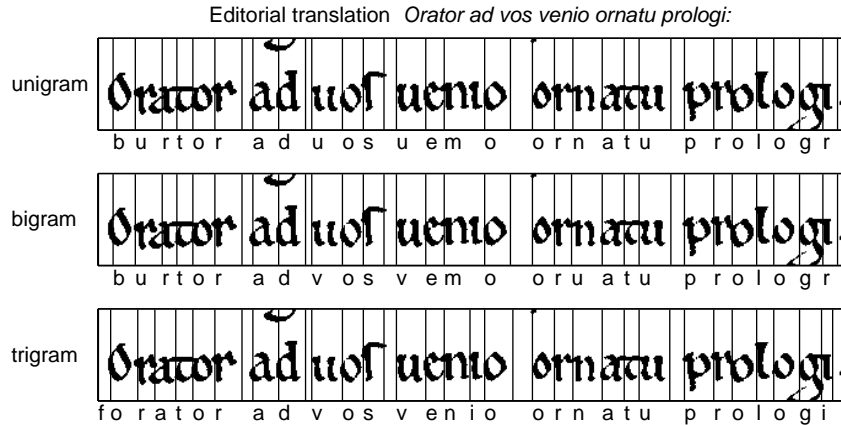 Editorial translation Orator ad vos venio ornatu prologi:
unigram
Orator ad uoſ uenio ornatu prologi
b u r t o r a d u o s u e m o o r n a t u p r o l o g r
bigram
Orator ad uoſ uenio ornatu prologi
b u r t o r a d v o s v e m o o r u a t u p r o l o g r
trigram
Orator ad uoſ uenio ornatu prologi
f o r a t o r a d v o s v e n i o o r n a t u p r o l o g i